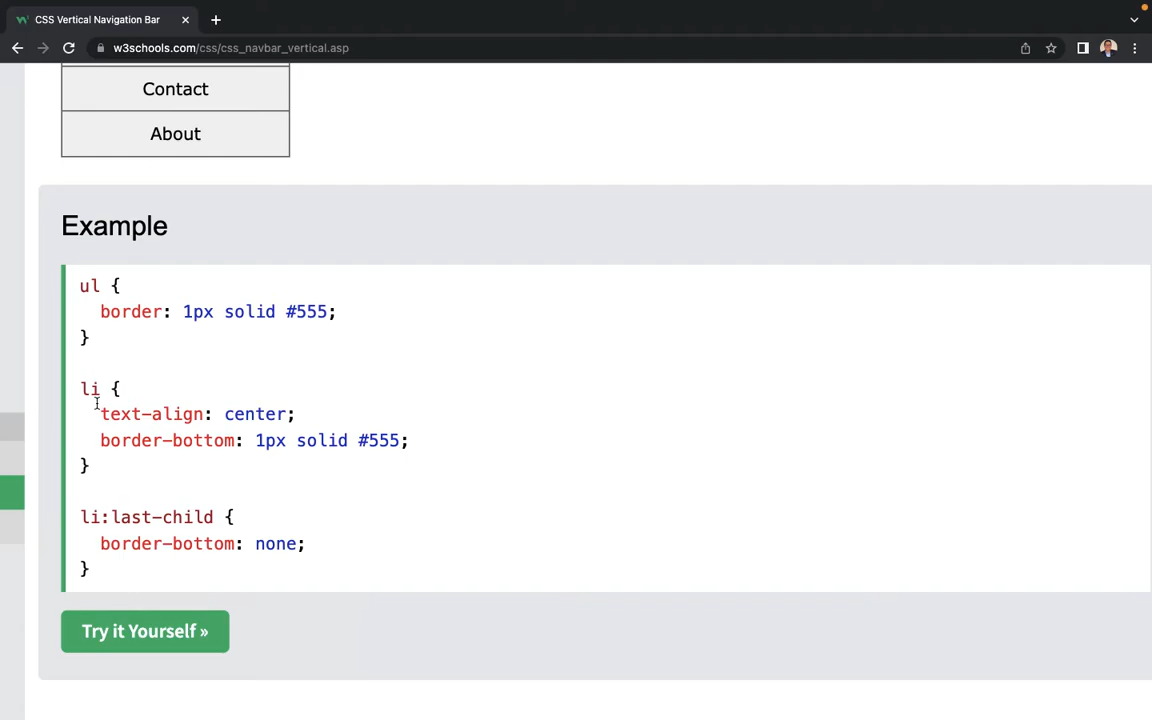 CSS Vertical Navigation Bar
w3schools.com/css/css_navbar_vertical.asp
Contact
About
Example
ul {
  border: 1px solid #555;
}
li {
  text-align: center;
  border-bottom: 1px solid #555;
}
li:last-child {
  border-bottom: none;
}
Try it Yourself »